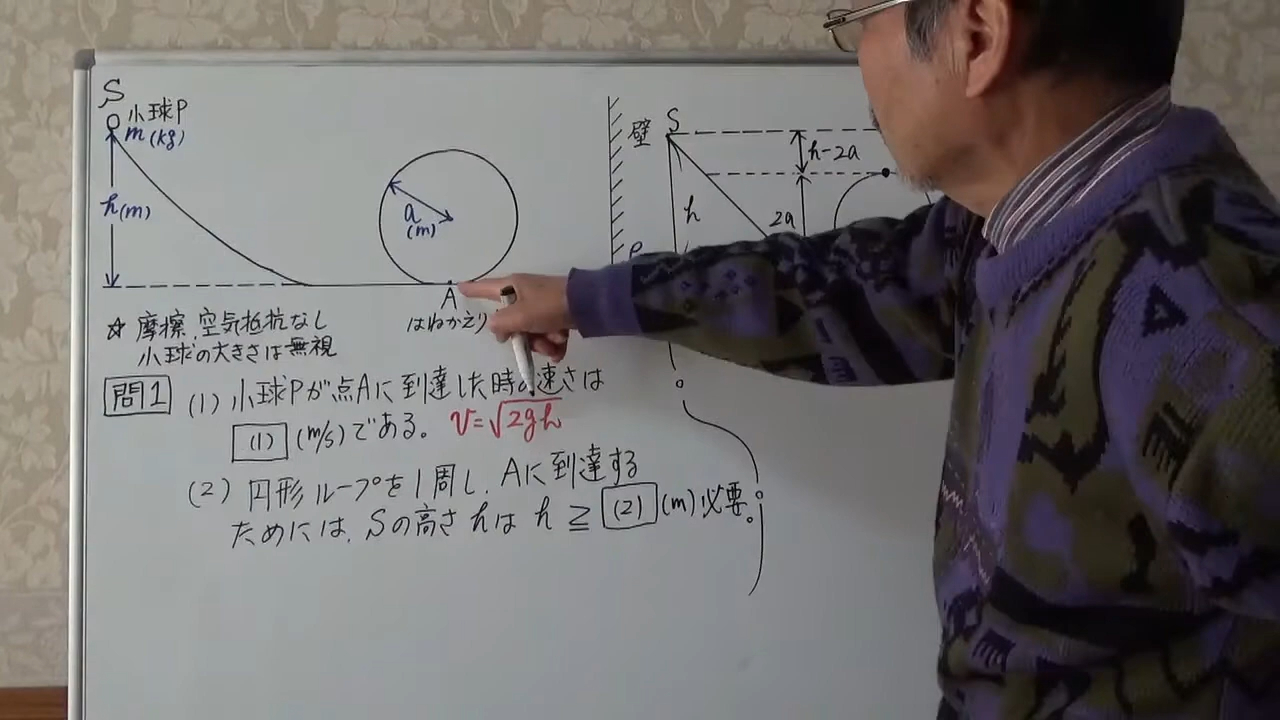 S
小球P
m(kg)
h(m)
a
(m)
A
はねかえり
☆ 摩擦、空気抵抗なし
小球の大きさは無視
問1 (1) 小球Pが点Aに到達した時の速さは
(1) (m/s)である。 v=√2gh
(2) 円形ループを1周し、Aに到達する
ためには、Sの高さhは h ≧ (2) (m)必要。
壁
S
h-2a
h
2a